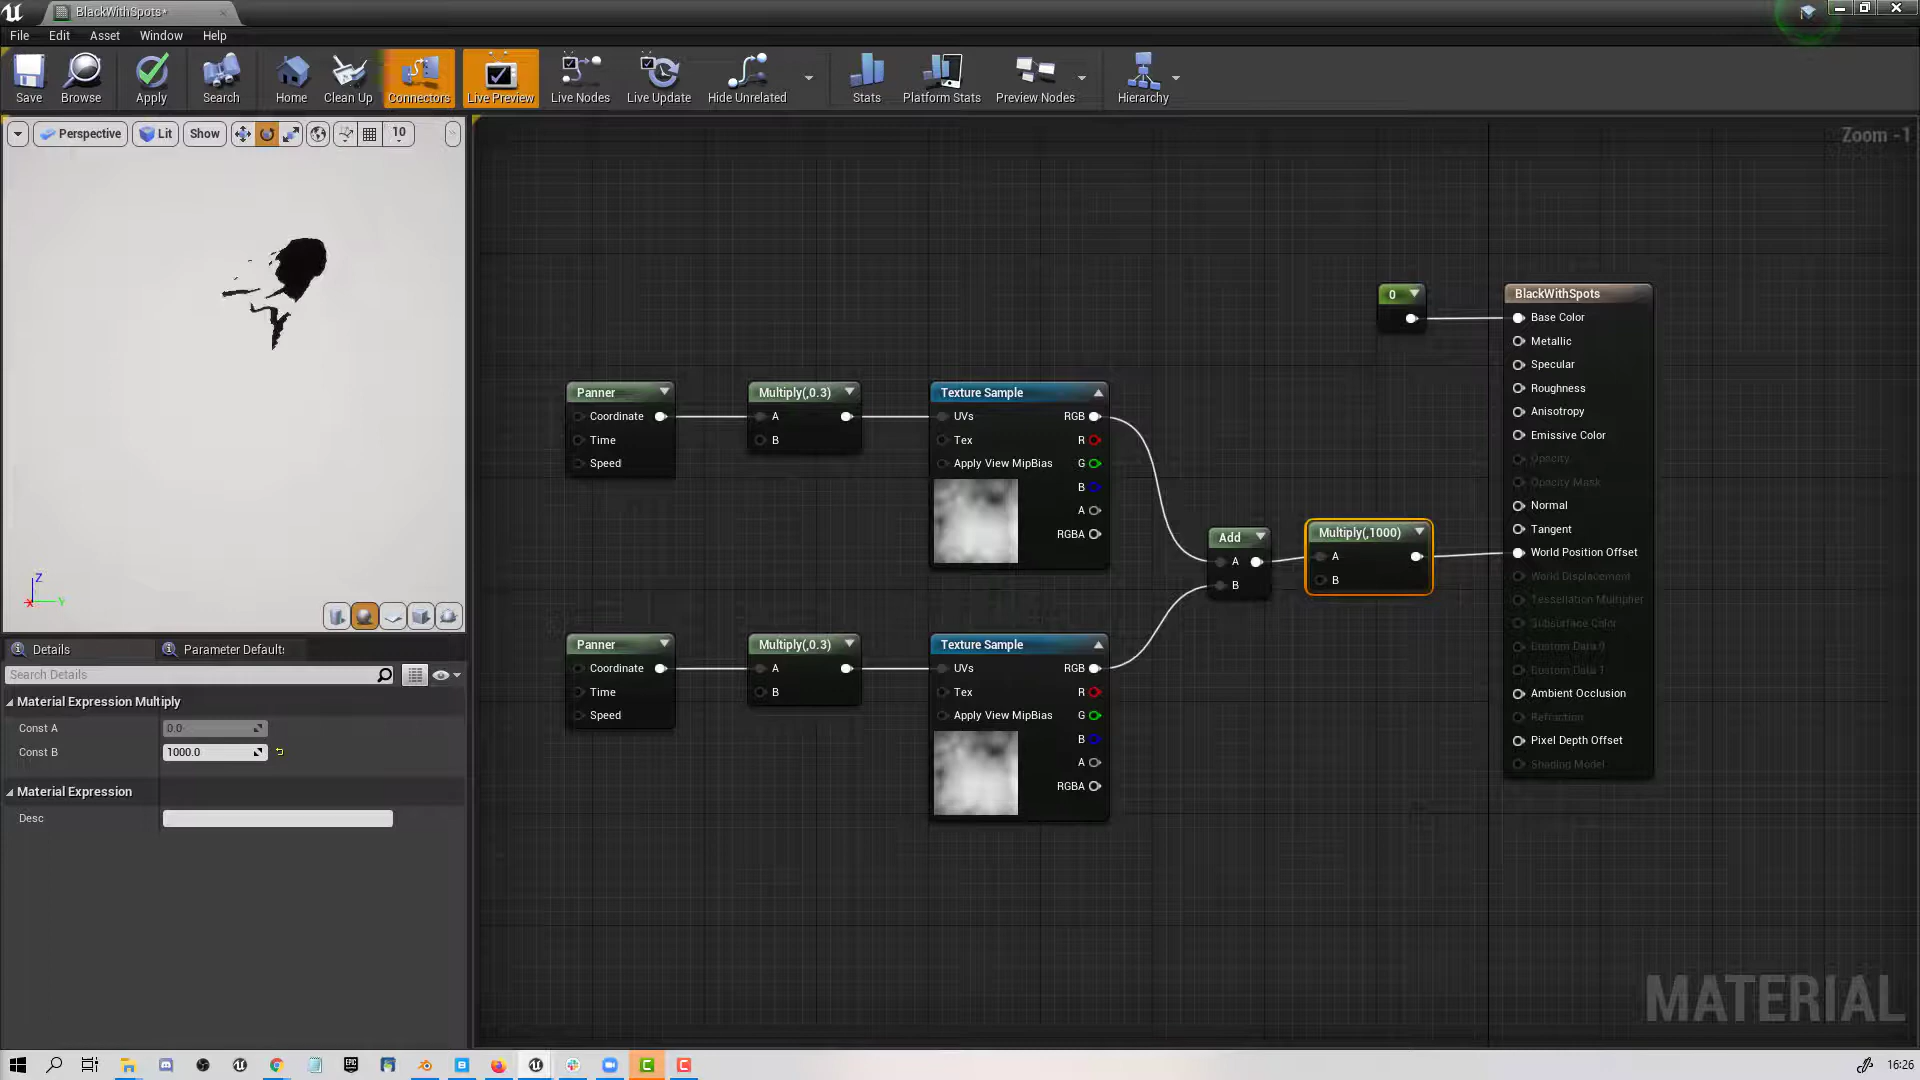 BlackWithSpots*
File Edit Asset Window Help
Save Browse Apply Search Home Clean Up Connectors Live Preview Live Nodes Live Update Hide Unrelated Stats Platform Stats Preview Nodes Hierarchy
Perspective Lit Show 10
Zoom -1
Z
X Y
0
BlackWithSpots
Base Color
Metallic
Specular
Roughness
Anisotropy
Emissive Color
Opacity
Opacity Mask
Normal
Tangent
World Position Offset
World Displacement
Tessellation Multiplier
Subsurface Color
Custom Data 0
Custom Data 1
Ambient Occlusion
Refraction
Pixel Depth Offset
Shading Model
Panner
Coordinate
Time
Speed
Multiply(,0.3)
A
B
Texture Sample
UVs RGB
Tex R
Apply View MipBias G
B
A
RGBA
Add
A
B
Multiply(,1000)
A
B
Panner
Coordinate
Time
Speed
Multiply(,0.3)
A
B
Texture Sample
UVs RGB
Tex R
Apply View MipBias G
B
A
RGBA
Details Parameter Defaults
Search Details
Material Expression Multiply
Const A 0.0
Const B 1000.0
Material Expression
Desc
MATERIAL
16:26